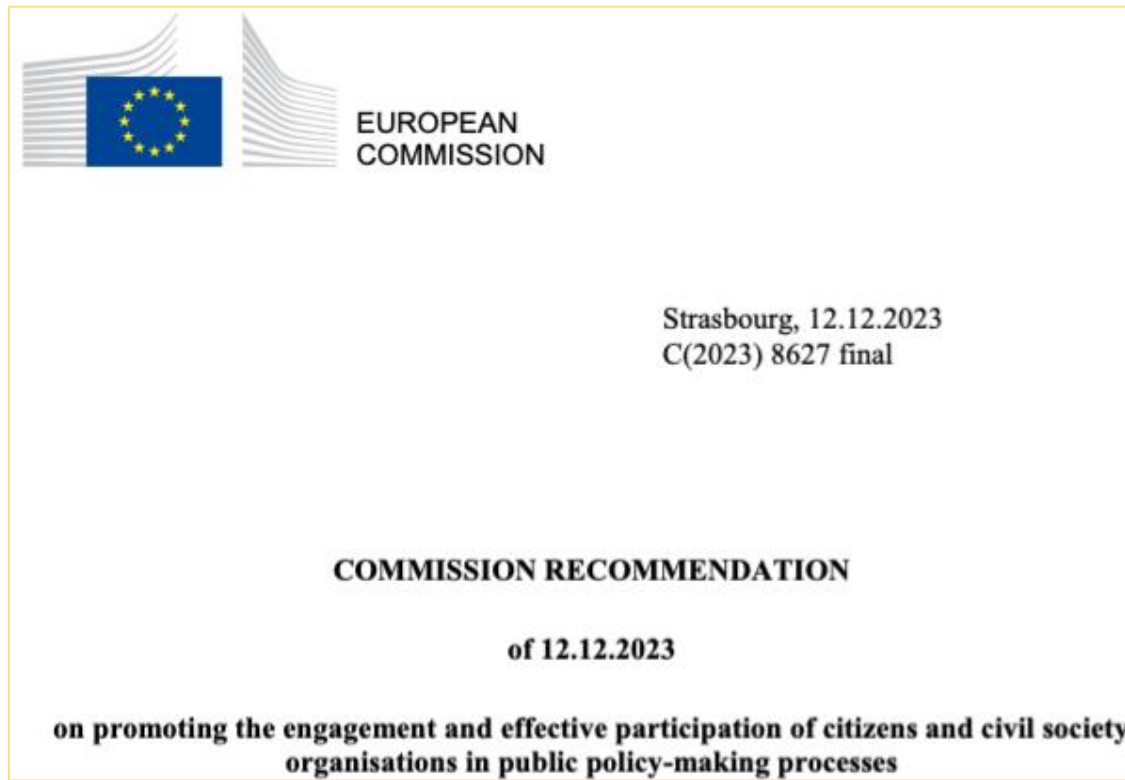 EUROPEAN
COMMISSION
Strasbourg, 12.12.2023
C(2023) 8627 final
COMMISSION RECOMMENDATION
of 12.12.2023
on promoting the engagement and effective participation of citizens and civil society
organisations in public policy-making processes